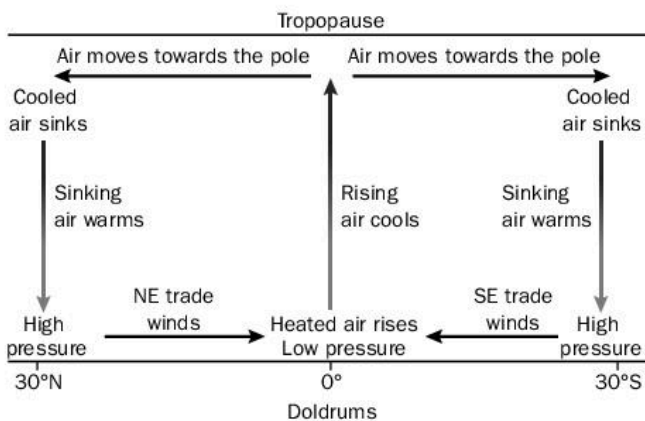 Tropopause
Air moves towards the pole
Air moves towards the pole
Cooled
air sinks
Cooled
air sinks
Sinking
air warms
Rising
air cools
Sinking
air warms
NE trade
winds
SE trade
winds
High
pressure
Heated air rises
Low pressure
High
pressure
30°N
0°
30°S
Doldrums